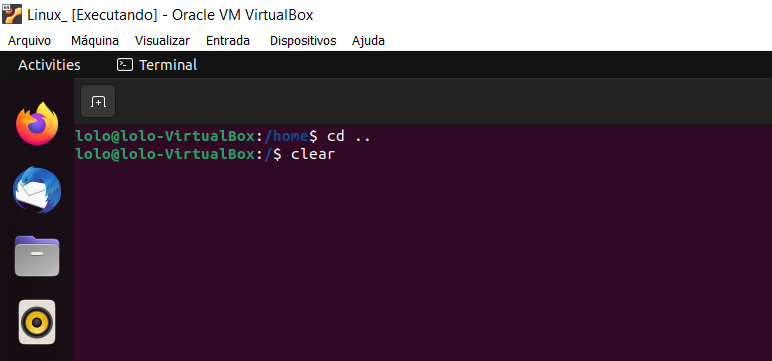 Linux_ [Executando] - Oracle VM VirtualBox
Arquivo Máquina Visualizar Entrada Dispositivos Ajuda
Activities Terminal
lolo@lolo-VirtualBox:/home$ cd ..
lolo@lolo-VirtualBox:/$ clear